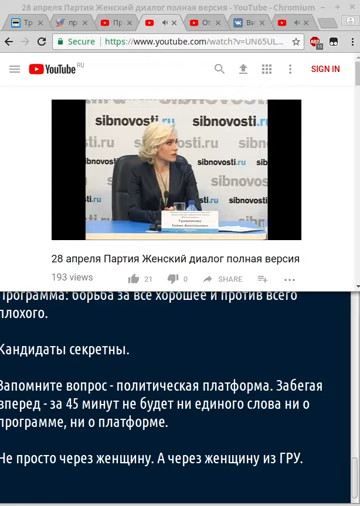 28 апреля Партия Женский диалог полная версия - YouTube - Chromium
Secure https://www.youtube.com/watch?v=UN65UL...
YouTube RU
SIGN IN
sibnovosti.ru
28 апреля Партия Женский диалог полная версия
193 views
21
0
SHARE
Программа: борьба за все хорошее и против всего
плохого.
Кандидаты секретны.
Запомните вопрос - политическая платформа. Забегая
вперед - за 45 минут не будет ни единого слова ни о
программе, ни о платформе.
Не просто через женщину. А через женщину из ГРУ.